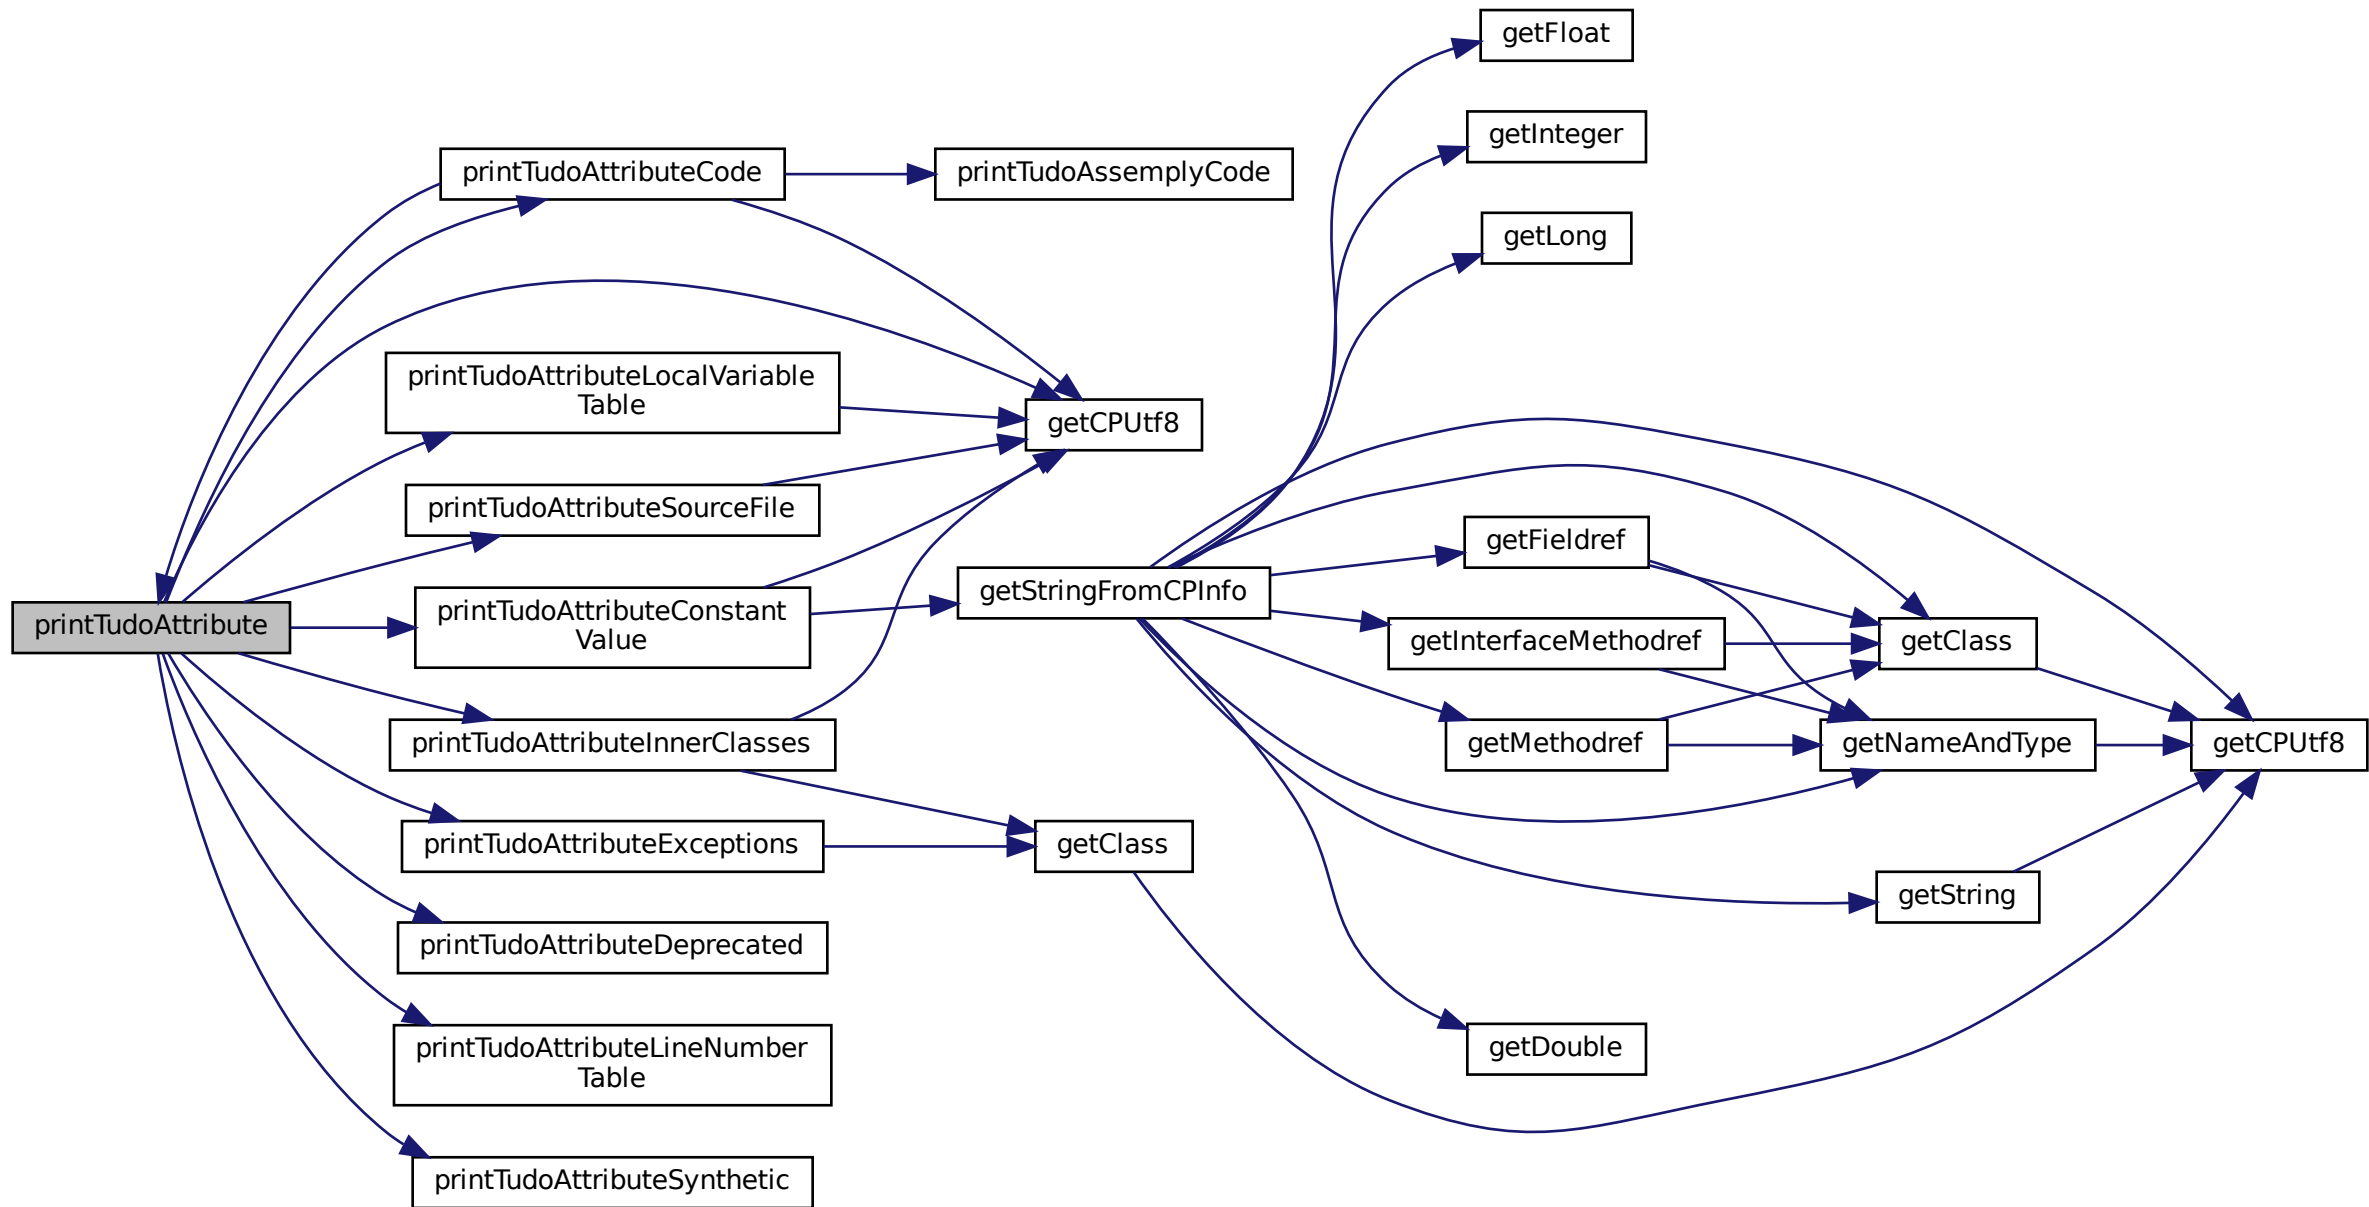 getFloat
getInteger
printTudoAttributeCode
printTudoAssemplyCode
getLong
printTudoAttributeLocalVariable
Table
getCPUtf8
printTudoAttributeSourceFile
getFieldref
printTudoAttribute
printTudoAttributeConstant
Value
getStringFromCPInfo
getInterfaceMethodref
getClass
printTudoAttributeInnerClasses
getMethodref
getNameAndType
getCPUtf8
printTudoAttributeExceptions
getClass
getString
printTudoAttributeDeprecated
printTudoAttributeLineNumber
Table
getDouble
printTudoAttributeSynthetic